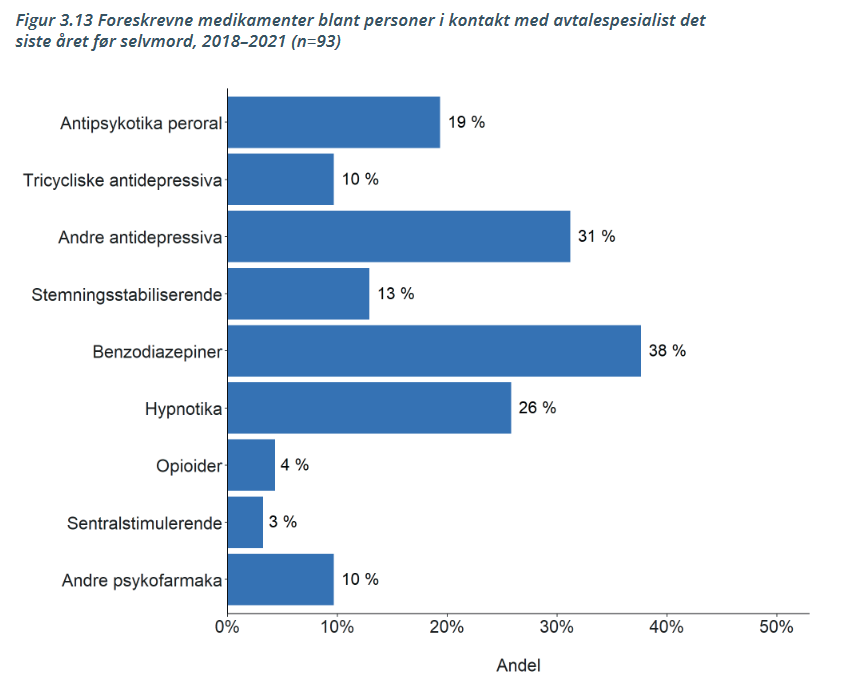 Figur 3.13 Foreskrevne medikamenter blant personer i kontakt med avtalespesialist det
siste året før selvmord, 2018–2021 (n=93)
Antipsykotika peroral 19 %
Tricycliske antidepressiva 10 %
Andre antidepressiva 31 %
Stemningsstabiliserende 13 %
Benzodiazepiner 38 %
Hypnotika 26 %
Opioider 4 %
Sentralstimulerende 3 %
Andre psykofarmaka 10 %
0% 10% 20% 30% 40% 50%
Andel